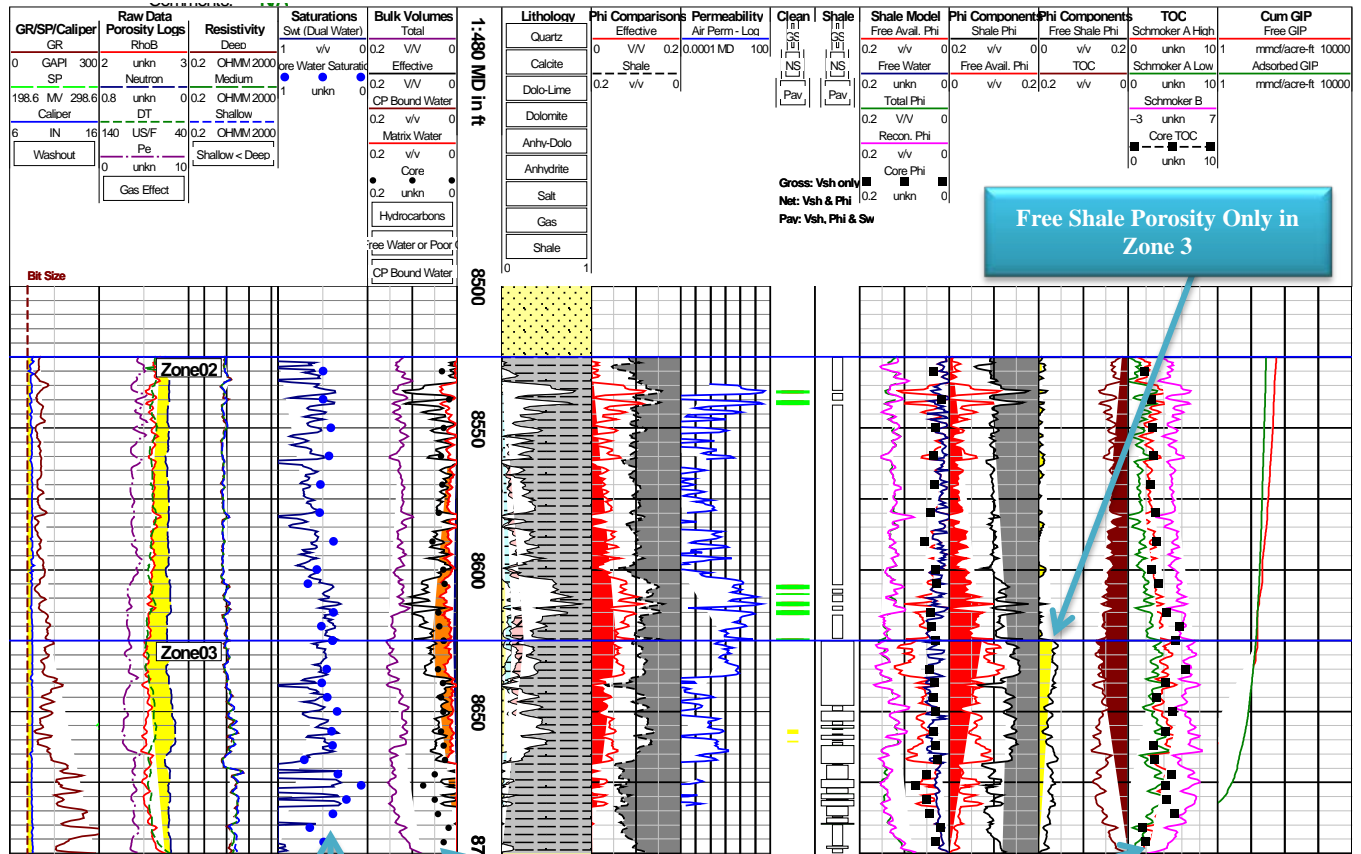 Comments: NA
GR/SP/Caliper
GR
0 GAPI 300
SP
198.6 MV 298.6
Caliper
6 IN 16
Washout
Raw Data
Porosity Logs
RhoB
2 unkn 3
Neutron
0.8 unkn 0
DT
140 US/F 40
Pe
0 unkn 10
Gas Effect
Resistivity
Deep
0.2 OHMM 2000
Medium
0.2 OHMM 2000
Shallow
0.2 OHMM 2000
Shallow < Deep
Saturations
Swt (Dual Water)
1 v/v 0
ore Water Saturatio
1 unkn 0
Bulk Volumes
Total
0.2 V/V 0
Effective
0.2 V/V 0
CP Bound Water
0.2 V/V 0
Matrix Water
0.2 v/v 0
Core
0.2 unkn 0
Hydrocarbons
Free Water or Poor
CP Bound Water
1:480 MD in ft
Lithology
Quartz
Calcite
Dolo-Lime
Dolomite
Anhy-Dolo
Anhydrite
Salt
Gas
Shale
0 1
Phi Comparisons
Effective
0 V/V 0.2
Shale
0.2 v/v 0
Permeability
Air Perm - Log
0.0001 MD 100
Clean
GS
NS
Pav
Shale
GS
NS
Pav
Gross: Vsh only
Net: Vsh & Phi
Pay: Vsh, Phi & Sw
Shale Model
Free Avail. Phi
0.2 v/v 0
Free Water
0.2 unkn 0
Total Phi
0.2 V/V 0
Recon. Phi
0.2 v/v 0
Core Phi
0.2 unkn 0
Phi Components
Shale Phi
0.2 v/v 0
Free Avail. Phi
0 v/v 0.2
Phi Components
Free Shale Phi
0 v/v 0.2
TOC
0.2 v/v 0
TOC
Schmoker A High
0 unkn 10
Schmoker A Low
0 unkn 10
Schmoker B
-3 unkn 7
Core TOC
0 unkn 10
Cum GIP
Free GIP
1 mmcf/acre-ft 10000
Adsorbed GIP
1 mmcf/acre-ft 10000
Free Shale Porosity Only in
Zone 3
Bit Size
8500
Zone02
8550
8600
Zone03
8650
87